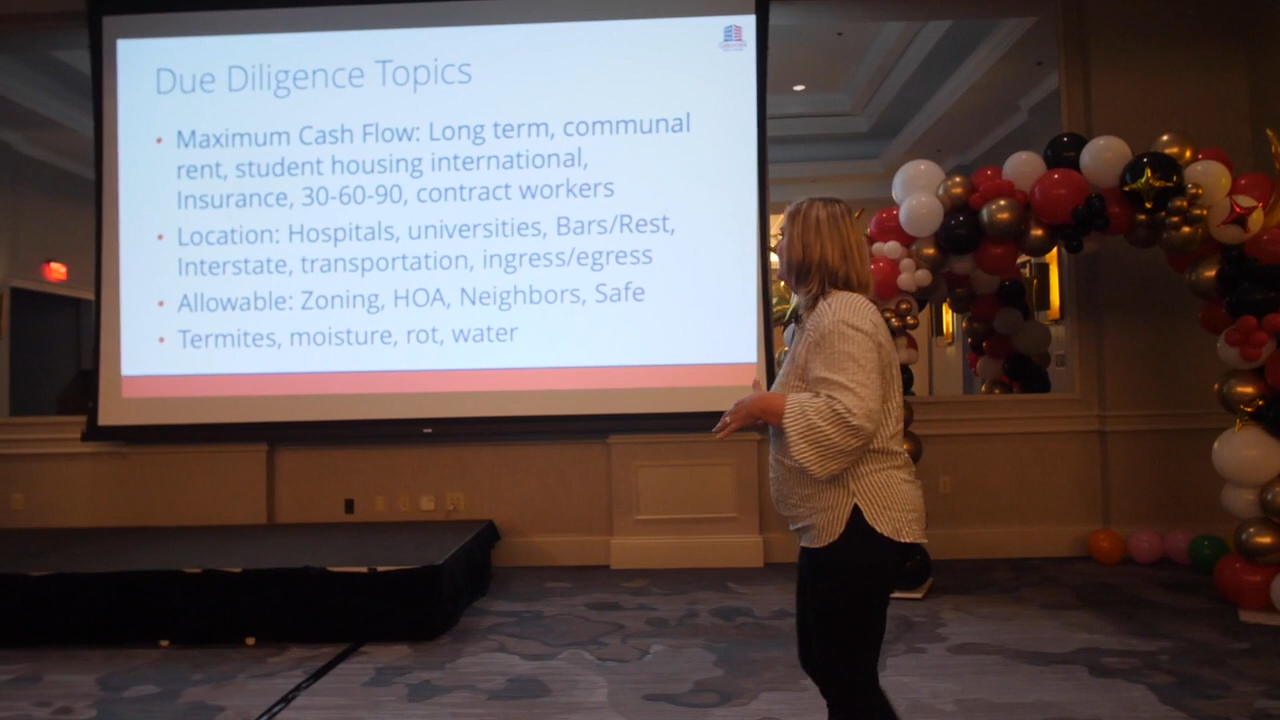 Due Diligence Topics
• Maximum Cash Flow: Long term, communal
rent, student housing international,
Insurance, 30-60-90, contract workers
• Location: Hospitals, universities, Bars/Rest,
Interstate, transportation, ingress/egress
• Allowable: Zoning, HOA, Neighbors, Safe
• Termites, moisture, rot, water